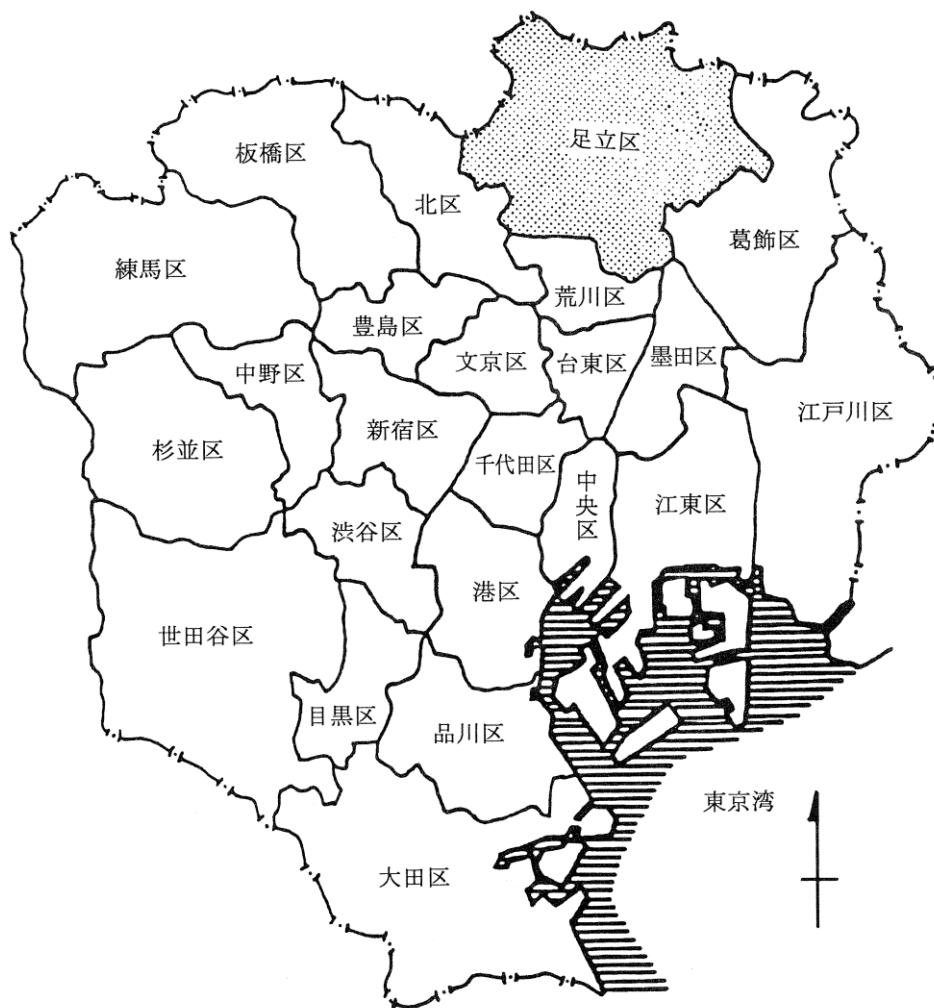 足立区
板橋区
北区
葛飾区
練馬区
荒川区
豊島区
文京区
台東区
墨田区
中野区
江戸川区
新宿区
杉並区
千代田区
中央区
江東区
渋谷区
港区
世田谷区
目黒区
品川区
東京湾
大田区